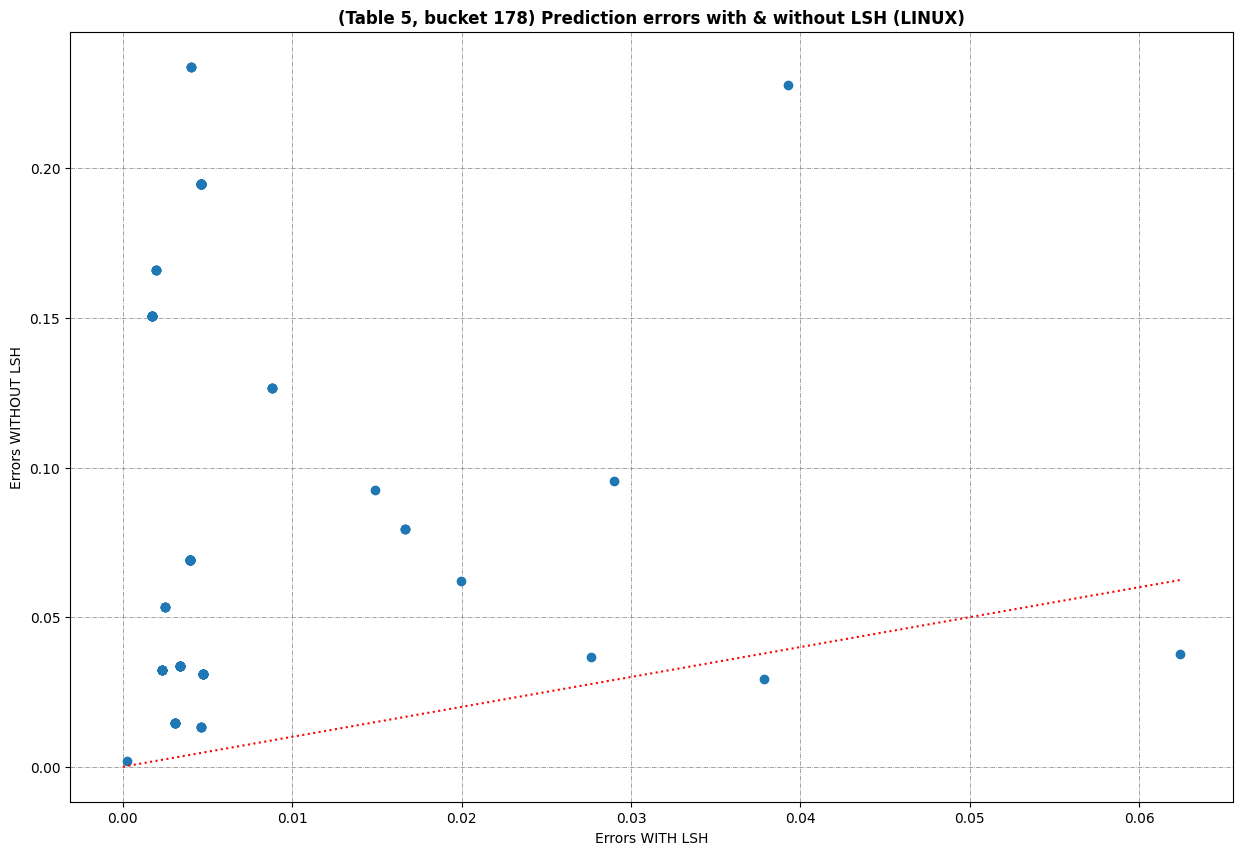 (Table 5, bucket 178) Prediction errors with & without LSH (LINUX)
Errors WITHOUT LSH
0.20
0.15
0.10
0.05
0.00
0.00 0.01 0.02 0.03 0.04 0.05 0.06
Errors WITH LSH